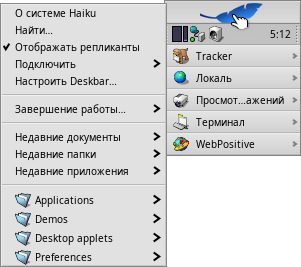 О системе Haiku
Найти...
Отображать репликанты
Подключить
Настроить Deskbar...
Завершение работы...
Недавние документы
Недавние папки
Недавние приложения
Applications
Demos
Desktop applets
Preferences
5:12
Tracker
Локаль
Просмот...ажений
Терминал
WebPositive